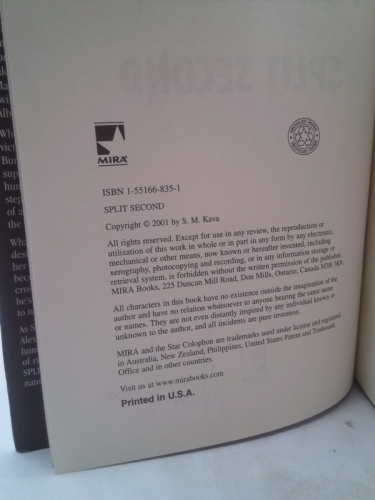 SPLIT SECOND
MIRA
ISBN 1-55166-835-1
SPLIT SECOND
Copyright © 2001 by S. M. Kava
All rights reserved. Except for use in any review, the reproduction or
utilization of this work in whole or in part in any form by any electronic,
mechanical or other means, now known or hereafter invented, including
xerography, photocopying and recording, or in any information storage or
retrieval system, is forbidden without the written permission of the publisher,
MIRA Books, 225 Duncan Mill Road, Don Mills, Ontario, Canada M3B 3K9.
All characters in this book have no existence outside the imagination of the
author and have no relation whatsoever to anyone bearing the same name
or names. They are not even distantly inspired by any individual known or
unknown to the author, and all incidents are pure invention.
MIRA and the Star Colophon are trademarks used under license and registered
in Australia, New Zealand, Philippines, United States Patent and Trademark
Office and in other countries.
Visit us at www.mirabooks.com
Printed in U.S.A.